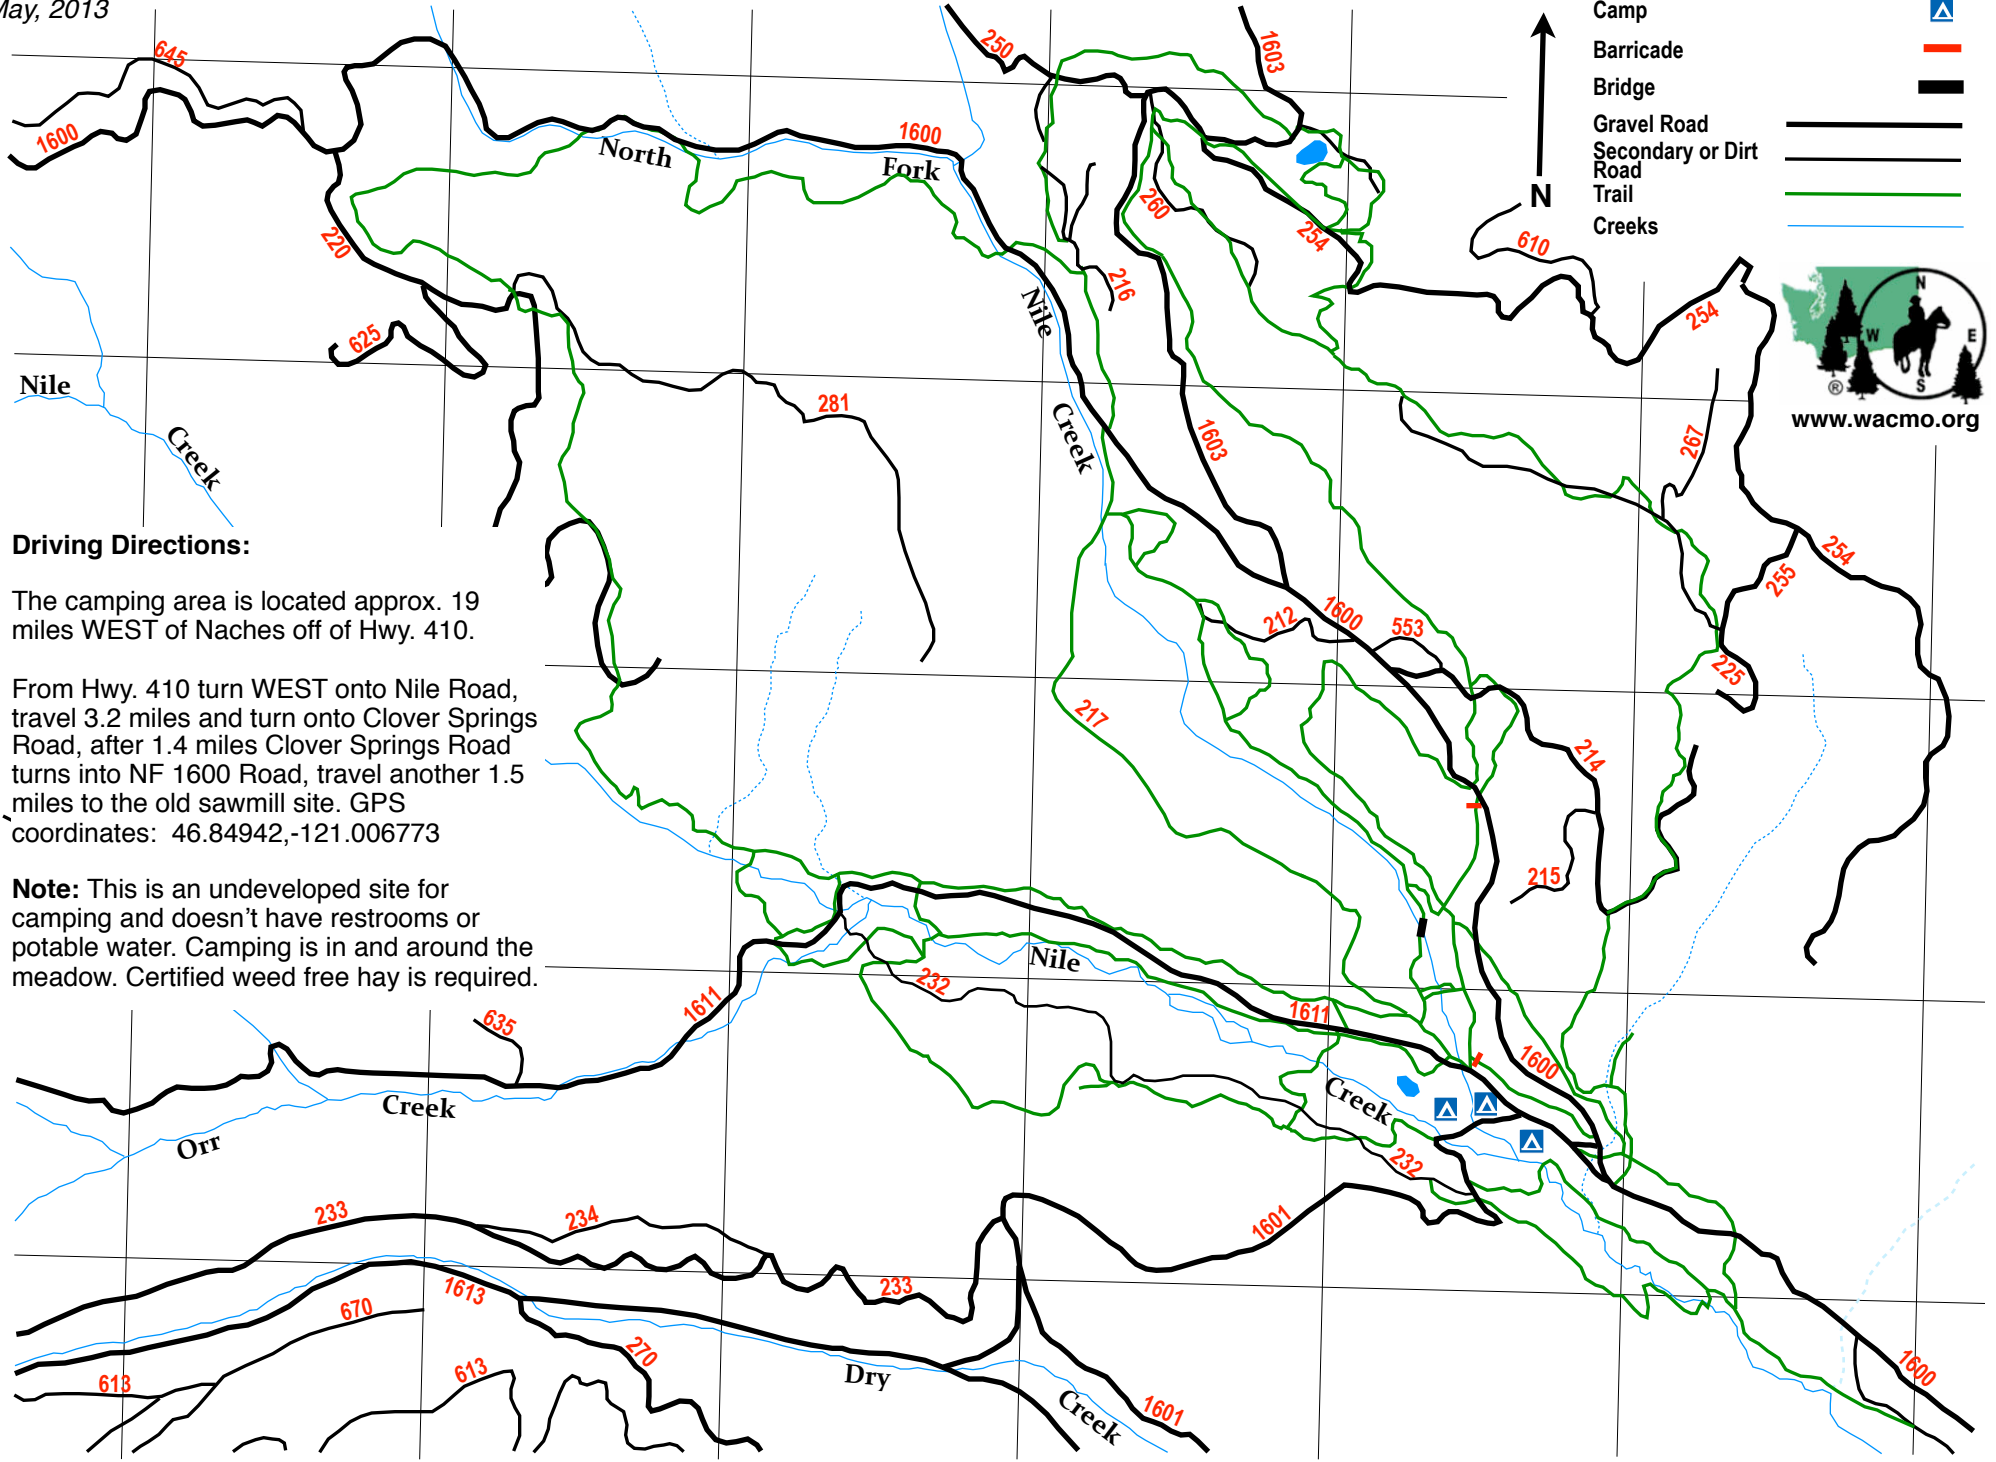 May, 2013
Camp
Barricade
Bridge
Gravel Road
Secondary or Dirt
Road
Trail
Creeks
N
645
250
1603
1600
1600
North
Fork
260
254
610
220
216
254
Nile
625
Nile
281
Creek
Creek
1603
267
N
W
E
S
®
www.wacmo.org
Driving Directions:
The camping area is located approx. 19
miles WEST of Naches off of Hwy. 410.
From Hwy. 410 turn WEST onto Nile Road,
travel 3.2 miles and turn onto Clover Springs
Road, after 1.4 miles Clover Springs Road
turns into NF 1600 Road, travel another 1.5
miles to the old sawmill site. GPS
coordinates: 46.84942,-121.006773
Note: This is an undeveloped site for
camping and doesn't have restrooms or
potable water. Camping is in and around the
meadow. Certified weed free hay is required.
254
255
212
1600
553
225
217
214
215
Nile
232
1611
1611
635
1600
Creek
Creek
Orr
232
233
234
1601
233
1613
670
270
613
613
Dry
Creek
1601
1600